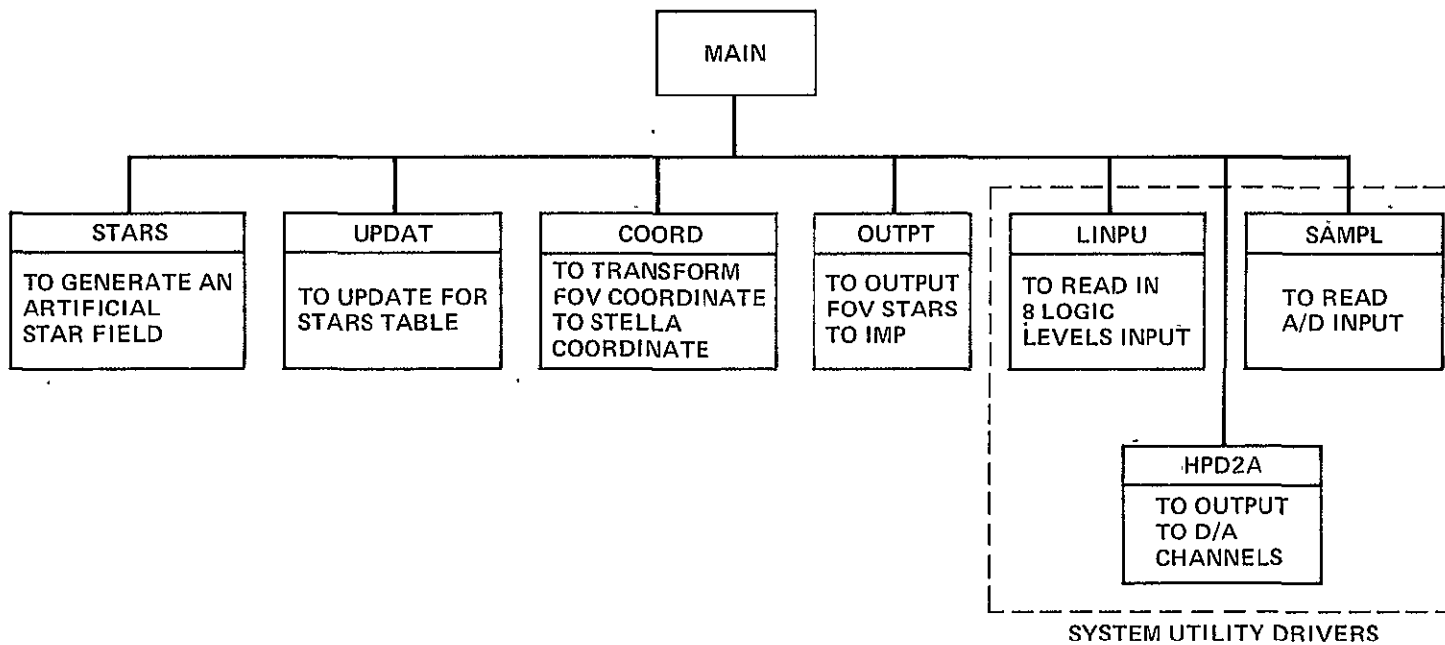 MAIN
STARS
TO GENERATE AN
ARTIFICIAL
STAR FIELD
UPDAT
TO UPDATE FOR
STARS TABLE
COORD
TO TRANSFORM
FOV COORDINATE
TO STELLA
COORDINATE
OUTPT
TO OUTPUT
FOV STARS
TO IMP
LINPU
TO READ IN
8 LOGIC
LEVELS INPUT
SAMPL
TO READ
A/D INPUT
HPD2A
TO OUTPUT
TO D/A
CHANNELS
SYSTEM UTILITY DRIVERS